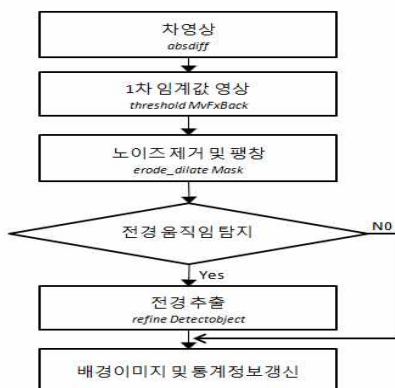 차영상
absdiff
1차 임계값 영상
threshold MvFxBack
노이즈 제거 및 팽창
erode_dilate Mask
전경 움직임 탐지
N0
Yes
전경 추출
refine Detectobject
배경이미지 및 통계정보갱신